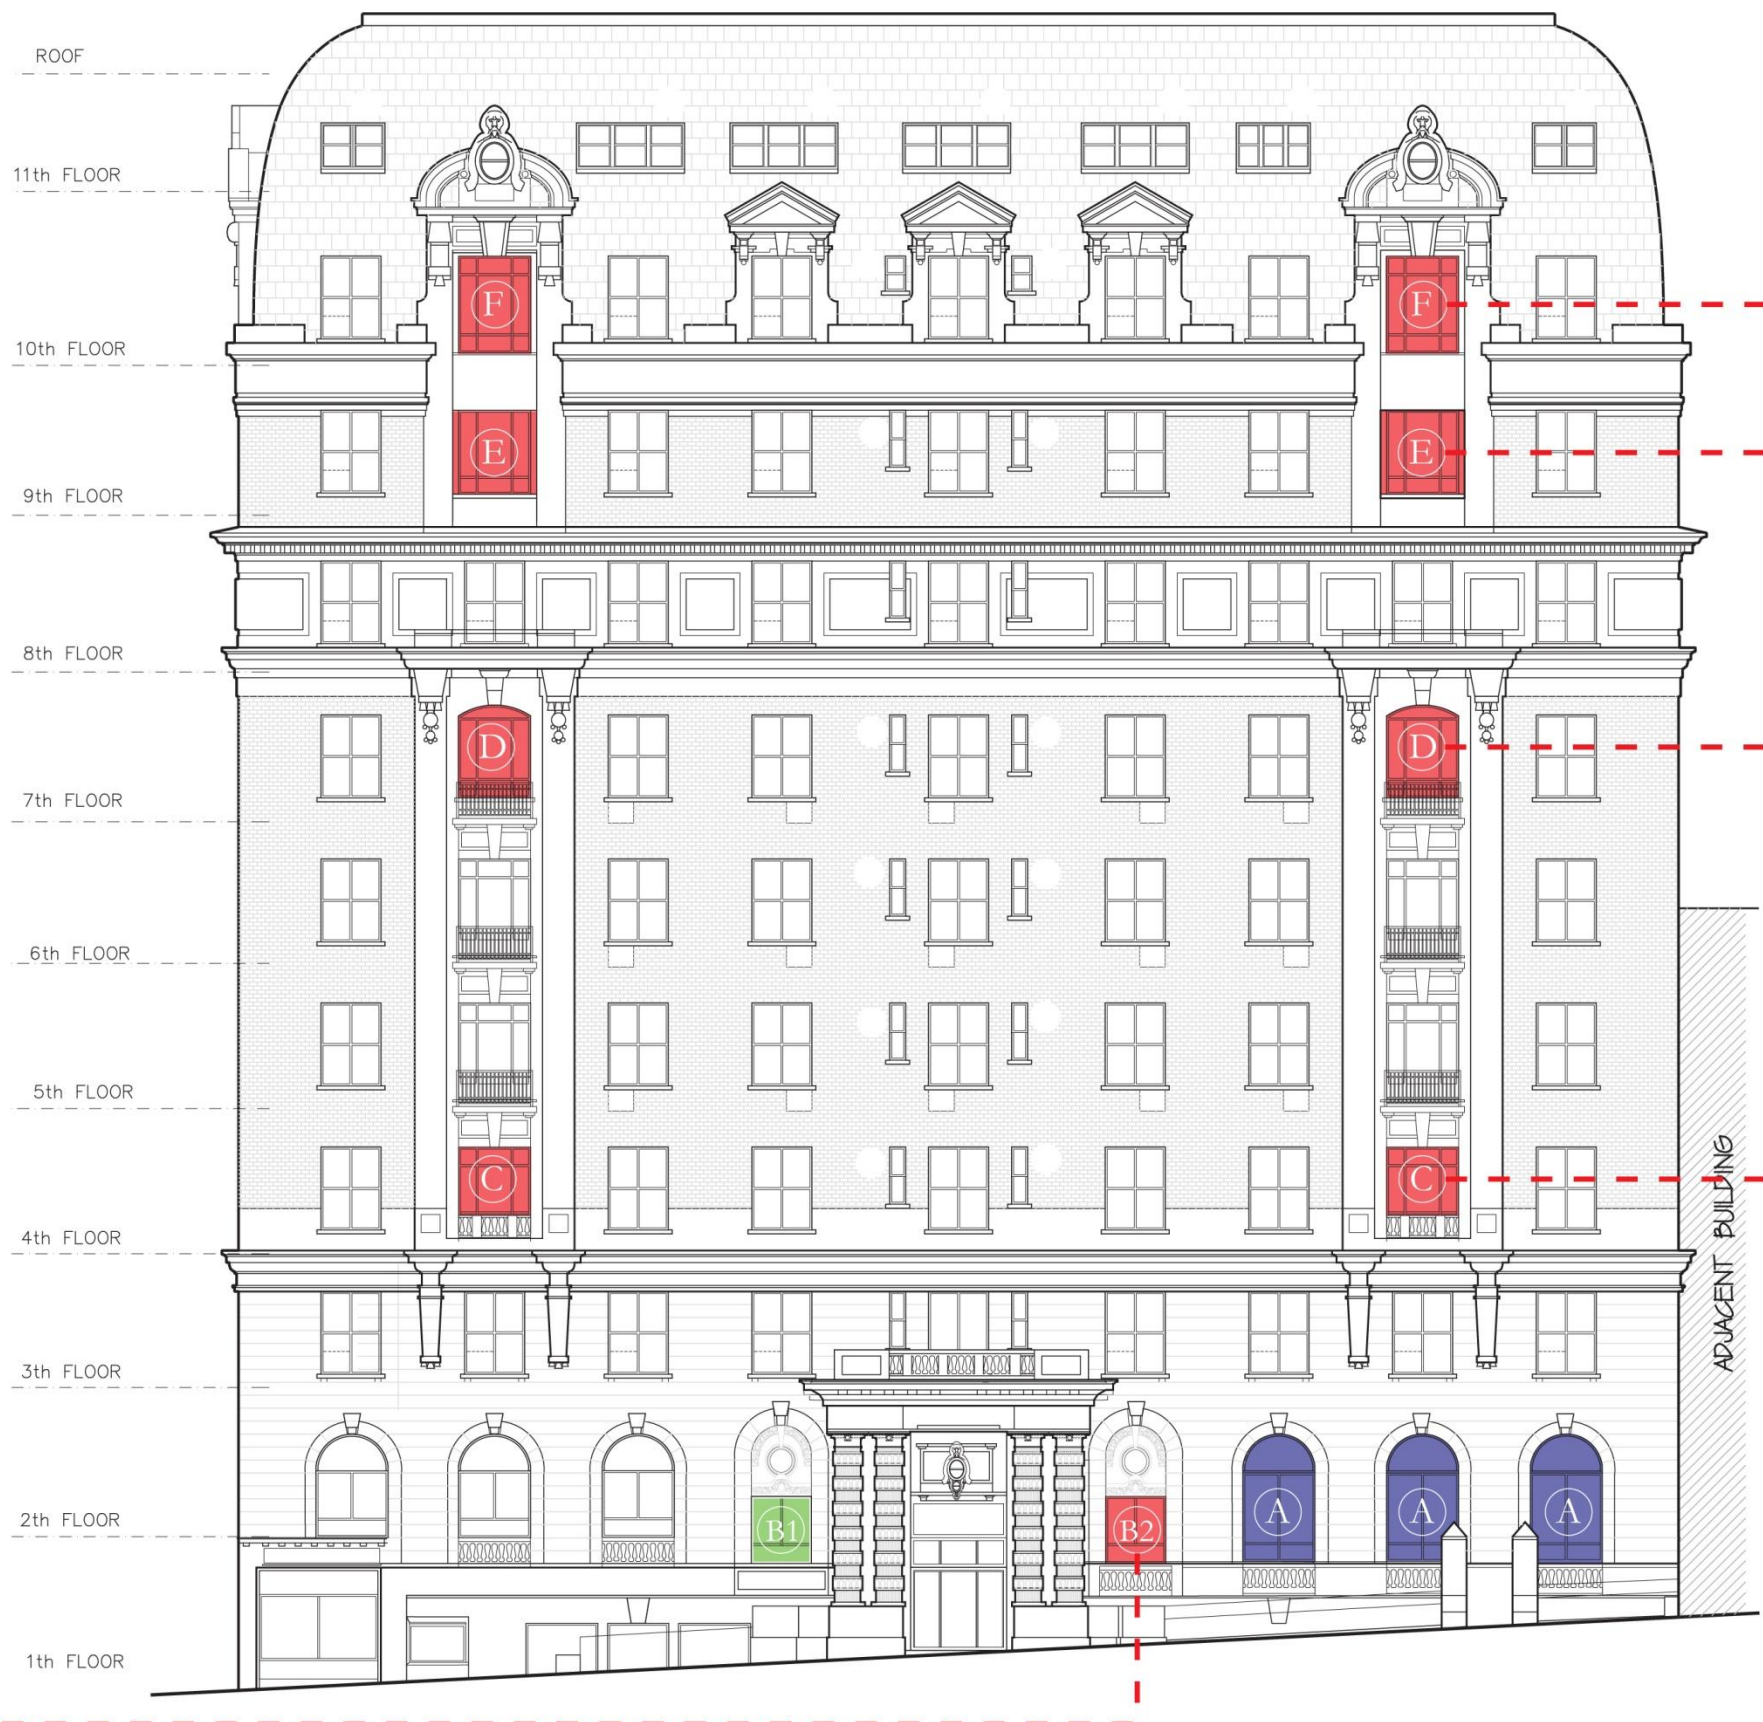 ROOF
11th FLOOR
F
F
10th FLOOR
E
E
9th FLOOR
8th FLOOR
D
D
7th FLOOR
6th FLOOR
5th FLOOR
C
C
4th FLOOR
ADJACENT BUILDING
3th FLOOR
2th FLOOR
B1
B2
A
A
A
1th FLOOR